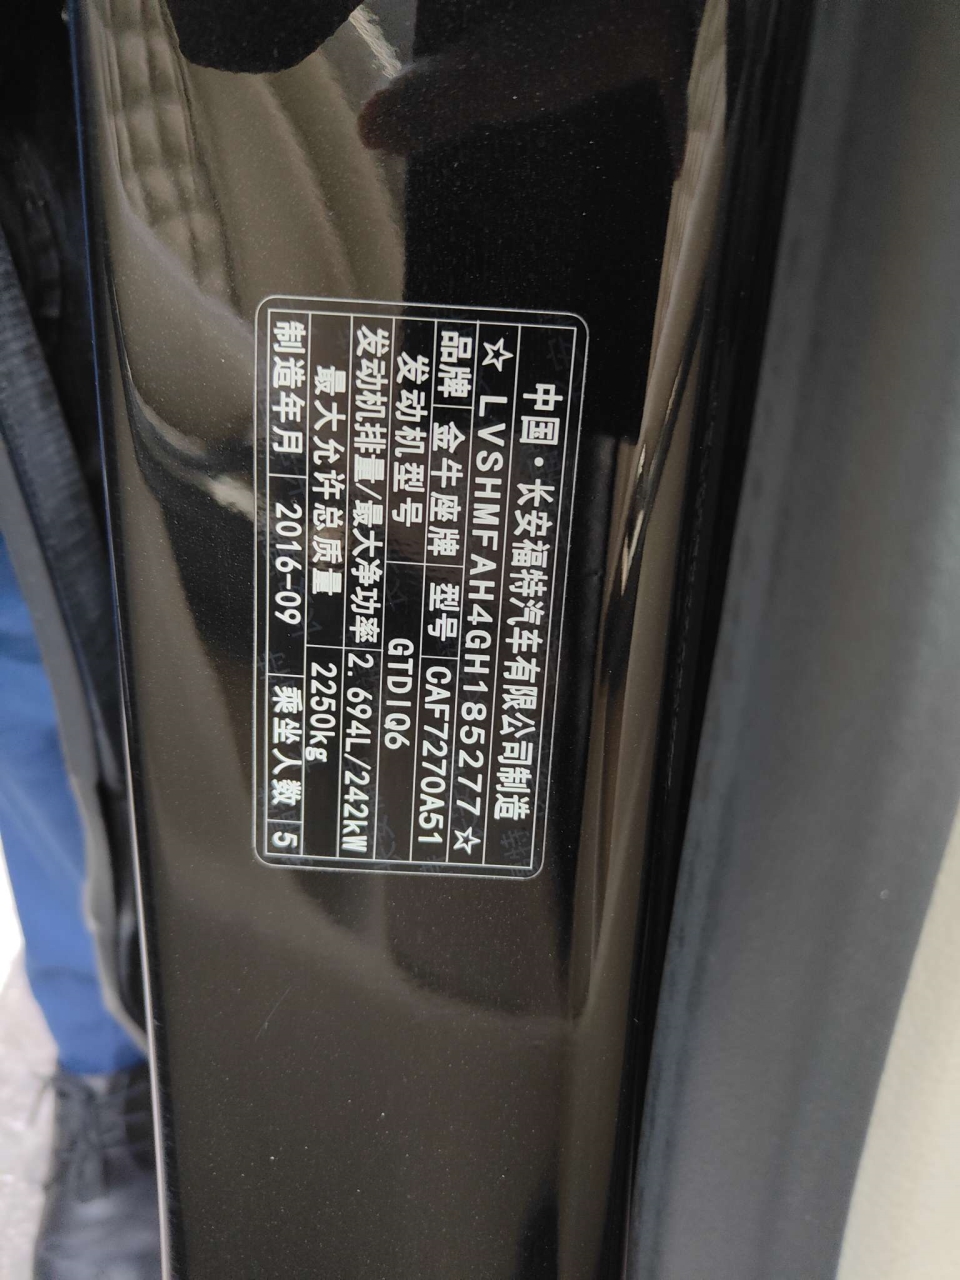 中国·长安福特汽车有限公司制造
☆ LVSHMFAH4GH185277 ☆
品牌 金牛座牌 型号 CAF7270A51
发动机型号 GTDIQ6
发动机排量/最大净功率 2.694L/242kW
最大允许总质量 2250kg
制造年月 2016-09 乘坐人数 5